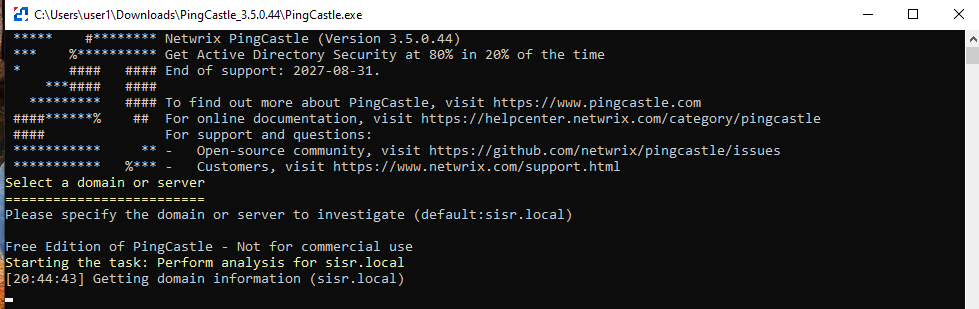 C:\Users\user1\Downloads\PingCastle_3.5.0.44\PingCastle.exe
*****    #******** Netwrix PingCastle (Version 3.5.0.44)
***    %********** Get Active Directory Security at 80% in 20% of the time
*      ####   #### End of support: 2027-08-31.
    ***####   ####
  *********   #### To find out more about PingCastle, visit https://www.pingcastle.com
####******%    ##  For online documentation, visit https://helpcenter.netwrix.com/category/pingcastle
####               For support and questions:
***********     ** -   Open-source community, visit https://github.com/netwrix/pingcastle/issues
***********   %*** -   Customers, visit https://www.netwrix.com/support.html
Select a domain or server
=========================
Please specify the domain or server to investigate (default:sisr.local)
Free Edition of PingCastle - Not for commercial use
Starting the task: Perform analysis for sisr.local
[20:44:43] Getting domain information (sisr.local)